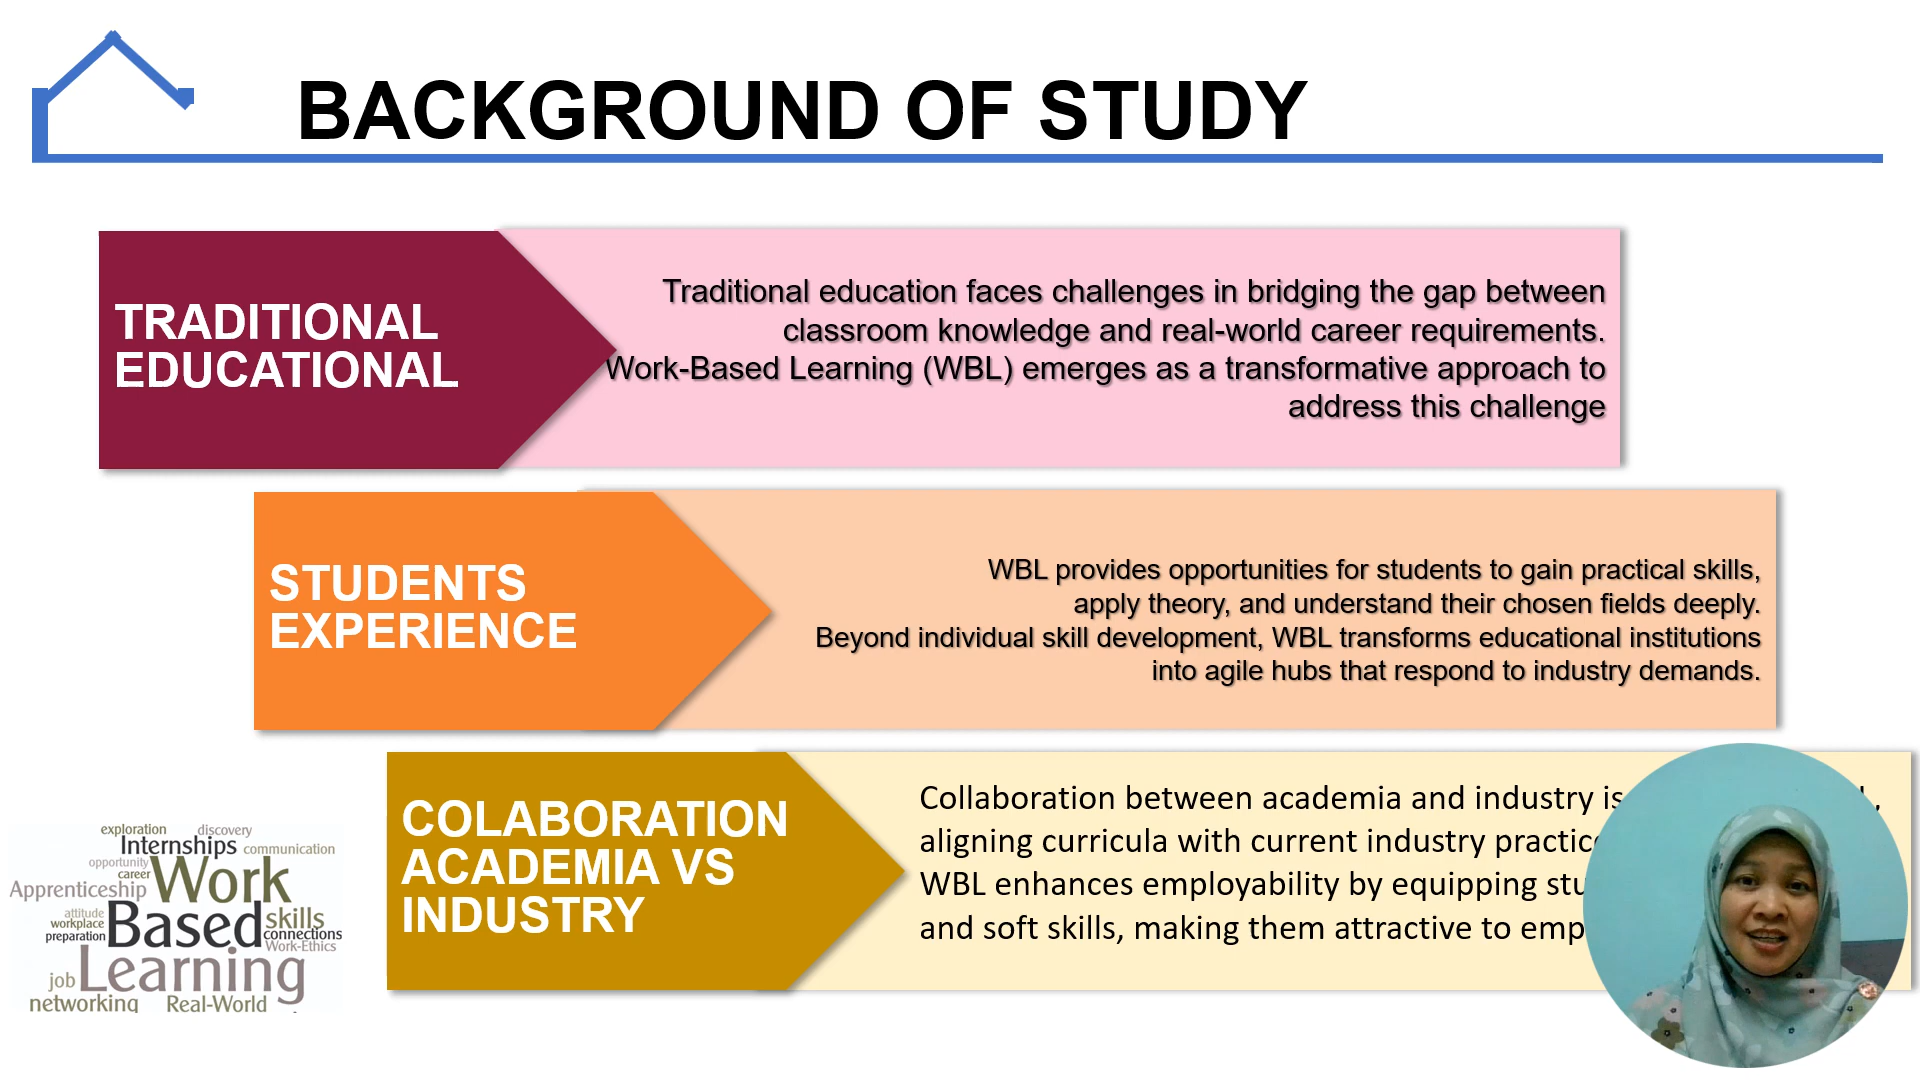 BACKGROUND OF STUDY
TRADITIONAL
EDUCATIONAL
Traditional education faces challenges in bridging the gap between
classroom knowledge and real-world career requirements.
Work-Based Learning (WBL) emerges as a transformative approach to
address this challenge
STUDENTS
EXPERIENCE
WBL provides opportunities for students to gain practical skills,
apply theory, and understand their chosen fields deeply.
Beyond individual skill development, WBL transforms educational institutions
into agile hubs that respond to industry demands.
COLABORATION
ACADEMIA VS
INDUSTRY
Collaboration between academia and industry is
aligning curricula with current industry
WBL enhances employability by equipping
and soft skills, making them attractive to
exploration discovery
Internships communication
opportunity
career Work
Apprenticeship
attitude
workplace
preparation Based skills
connections
Work-Ethics
job Learning
networking Real-World